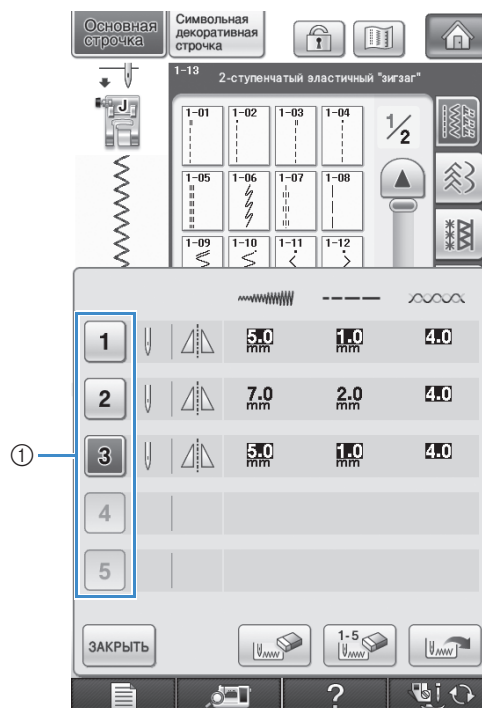 Основная
строчка
Символьная
декоративная
строчка
1-13
2-ступенчатый эластичный "зигзаг"
J
1-01 1-02 1-03 1-04
1/2
1-05 1-06 1-07 1-08
1-09 1-10 1-11 1-12
1 5.0 mm 1.0 mm 4.0
2 7.0 mm 2.0 mm 4.0
① 3 5.0 mm 1.0 mm 4.0
4
5
ЗАКРЫТЬ
1-5
?